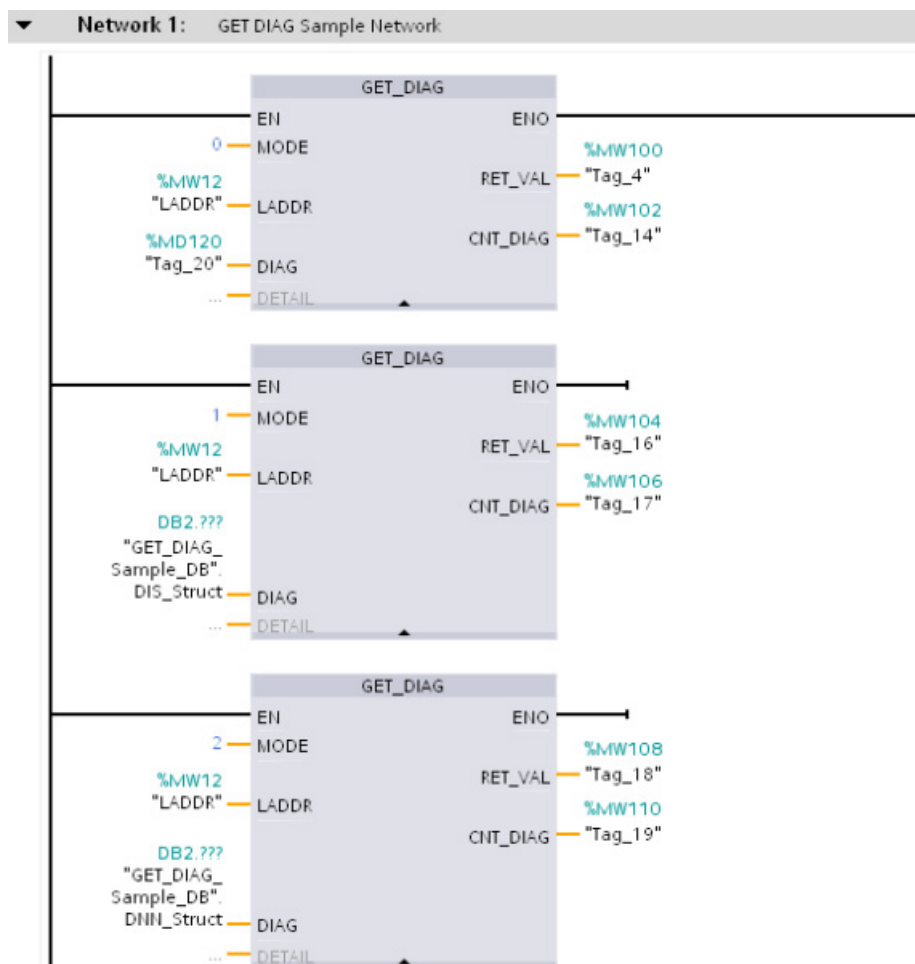 Network 1: GET DIAG Sample Network
GET_DIAG
EN ENO
0 MODE
%MW100
RET_VAL "Tag_4"
%MW12
"LADDR" LADDR
%MW102
CNT_DIAG "Tag_14"
%MD120
"Tag_20" DIAG
... DETAIL
GET_DIAG
EN ENO
1 MODE
%MW104
RET_VAL "Tag_16"
%MW12
"LADDR" LADDR
%MW106
CNT_DIAG "Tag_17"
DB2.???
"GET_DIAG_
Sample_DB".
DIS_Struct DIAG
... DETAIL
GET_DIAG
EN ENO
2 MODE
%MW108
RET_VAL "Tag_18"
%MW12
"LADDR" LADDR
%MW110
CNT_DIAG "Tag_19"
DB2.???
"GET_DIAG_
Sample_DB".
DNN_Struct DIAG
... DETAIL